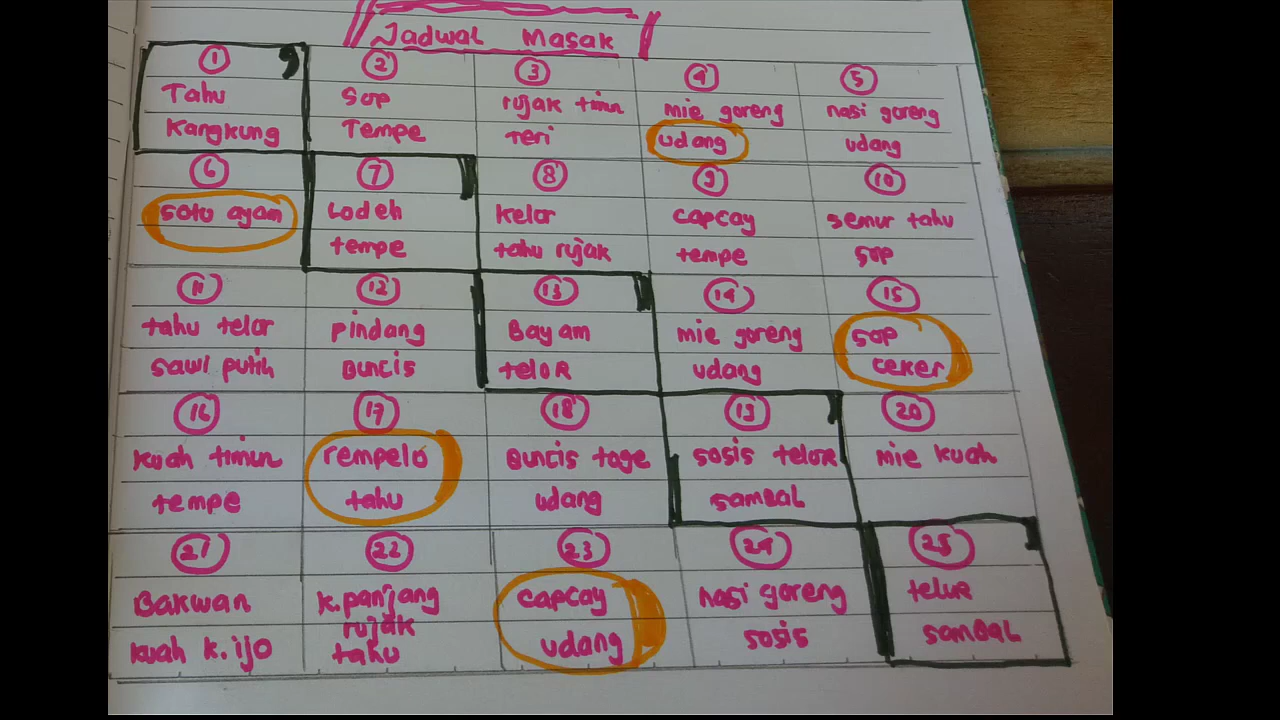 Jadwal Masak
1 2 3 4 5
Tahu Sop rujak timun mie goreng nasi goreng
Kangkung Tempe Teri udang udang
6 7 8 9 10
soto ayam Lodeh kelor capcay semur tahu
tempe tahu rujak tempe sop
11 12 13 14 15
tahu telor pindang Bayam mie goreng sop
sawi putih Buncis teloR udang ceker
16 17 18 19 20
kuah timun rempelo Buncis toge sosis teloR mie kuah
tempe tahu udang samBaL
21 22 23 24 25
Bakwan k.panjang capcay nasi goreng teluR
rujak
kuah k.ijo tahu udang sosis samBaL